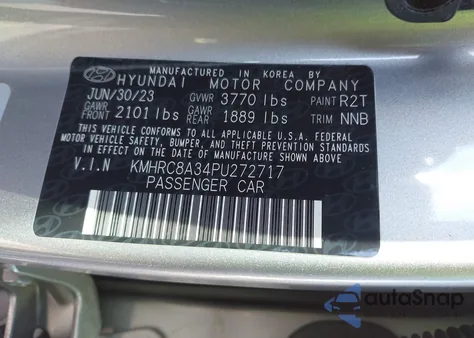 MANUFACTURED IN KOREA BY
HYUNDAI MOTOR COMPANY
JUN/30/23 GVWR 3770 lbs PAINT R2T
GAWR FRONT 2101 lbs GAWR REAR 1889 lbs TRIM NNB
THIS VEHICLE CONFORMS TO ALL APPLICABLE U.S.A. FEDERAL
MOTOR VEHICLE SAFETY, BUMPER, AND THEFT PREVENTION STANDARDS
IN EFFECT ON THE DATE OF MANUFACTURE SHOWN ABOVE.
V.I.N KMHRC8A34PU272717
PASSENGER CAR
autoSnap